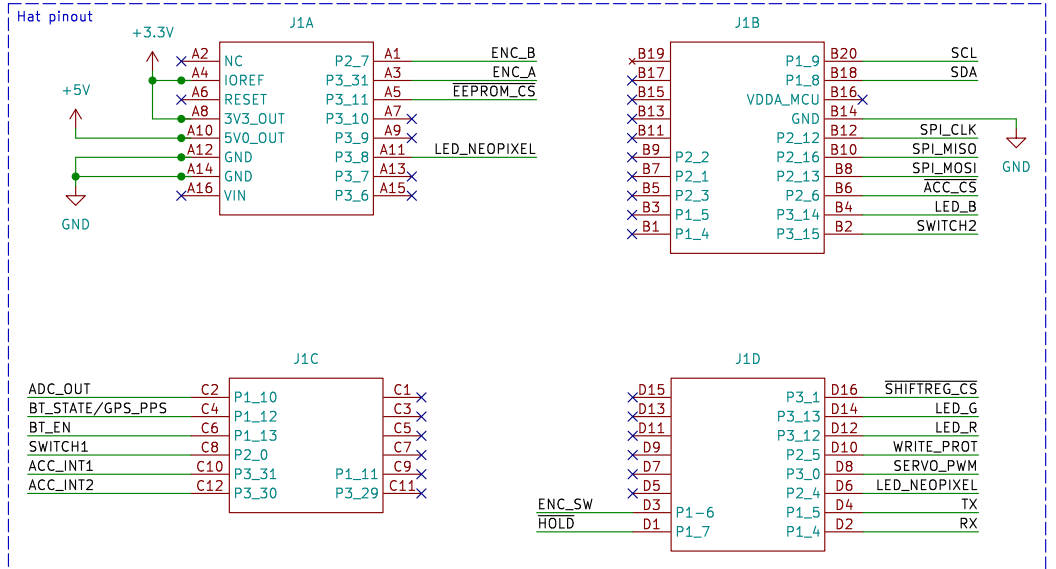 Hat pinout
J1A
+3.3V
+5V
GND
A2 NC P2_7 A1 ENC_B
A4 IOREF P3_31 A3 ENC_A
A6 RESET P3_11 A5 EEPROM_CS
A8 3V3_OUT P3_10 A7
A10 5V0_OUT P3_9 A9
A12 GND P3_8 A11 LED_NEOPIXEL
A14 GND P3_7 A13
A16 VIN P3_6 A15
J1B
B19 P1_9 B20 SCL
B17 P1_8 B18 SDA
B15 VDDA_MCU B16
B13 GND B14
B11 P2_12 B12 SPI_CLK
B9 P2_2 P2_16 B10 SPI_MISO
B7 P2_1 P2_13 B8 SPI_MOSI
B5 P2_3 P2_6 B6 ACC_CS
B3 P1_5 P3_14 B4 LED_B
B1 P1_4 P3_15 B2 SWITCH2
GND
J1C
ADC_OUT C2 P1_10 C1
BT_STATE/GPS_PPS C4 P1_12 C3
BT_EN C6 P1_13 C5
SWITCH1 C8 P2_0 C7
ACC_INT1 C10 P3_31 P1_11 C9
ACC_INT2 C12 P3_30 P3_29 C11
J1D
D15 P3_1 D16 SHIFTREG_CS
D13 P3_13 D14 LED_G
D11 P3_12 D12 LED_R
D9 P2_5 D10 WRITE_PROT
D7 P3_0 D8 SERVO_PWM
D5 P2_4 D6 LED_NEOPIXEL
ENC_SW D3 P1-6 P1_5 D4 TX
HOLD D1 P1_7 P1_4 D2 RX